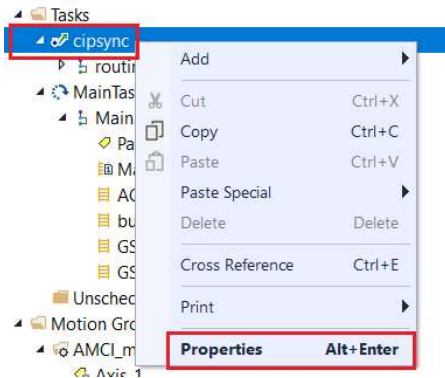 Tasks
cipsync
Add
routin
MainTas
Cut Ctrl+X
Main
Copy Ctrl+C
Pa
Paste Ctrl+V
Ma
AC
Paste Special
bu
Delete Delete
GS
Cross Reference Ctrl+E
GS
Unsched
Print
Motion Gro
AMCI_m
Properties Alt+Enter
Axis_1